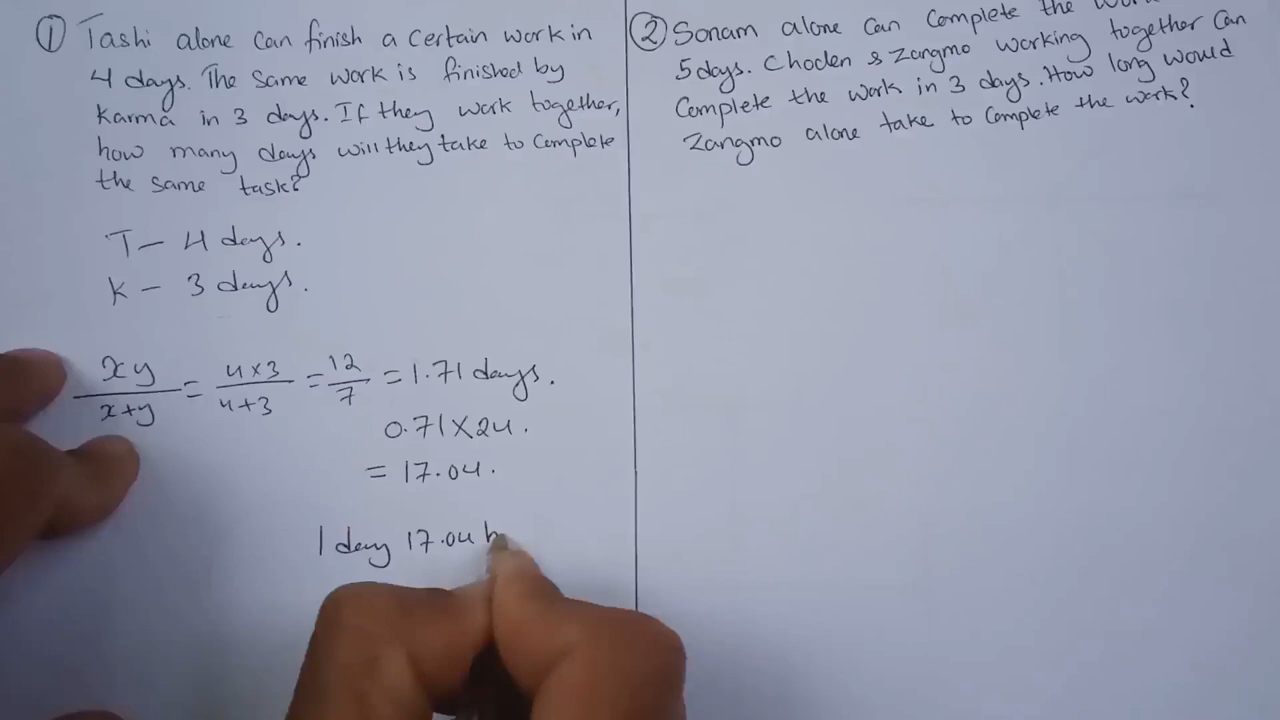 ① Tashi alone can finish a certain work in
4 days. The same work is finished by
Karma in 3 days. If they work together,
how many days will they take to complete
the same task?
T – 4 days.
K – 3 days.
xy/x+y = 4×3/4+3 = 12/7 = 1.71 days.
0.71×24.
= 17.04.
1 day 17.04 h
② Sonam alone can complete the
5 days. Choden & Zangmo working together can
complete the work in 3 days. How long would
Zangmo alone take to complete the work?